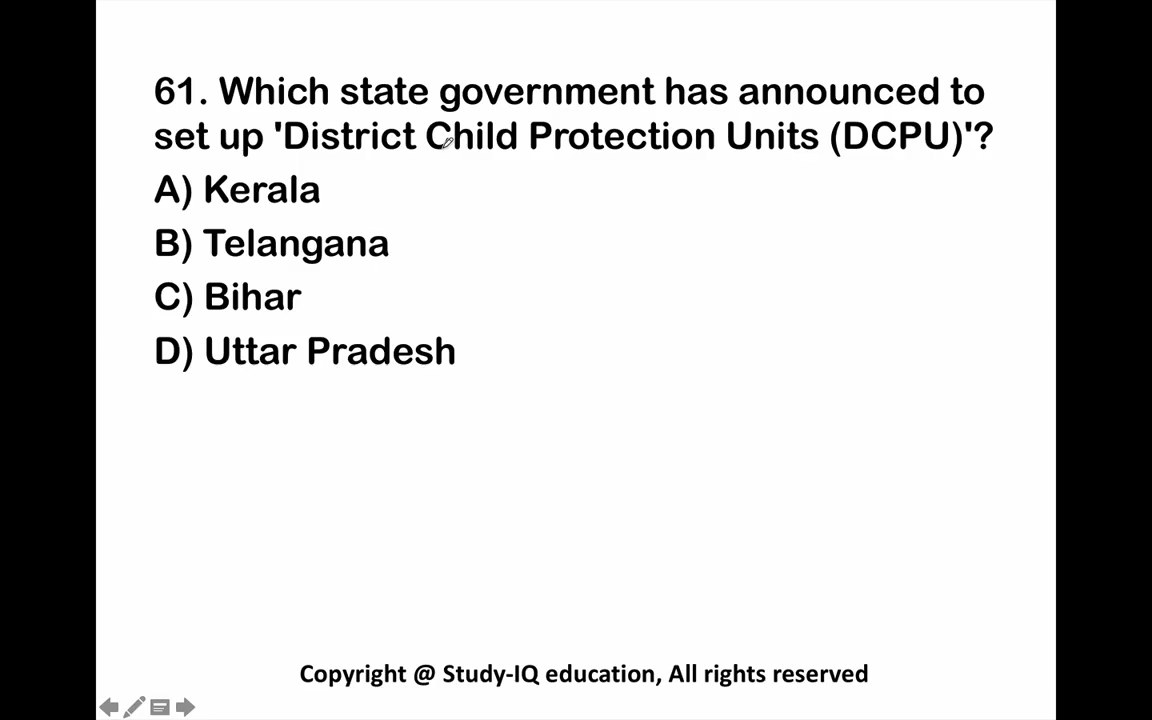 61. Which state government has announced to
set up 'District Child Protection Units (DCPU)'?
A) Kerala
B) Telangana
C) Bihar
D) Uttar Pradesh
Copyright @ Study-IQ education, All rights reserved